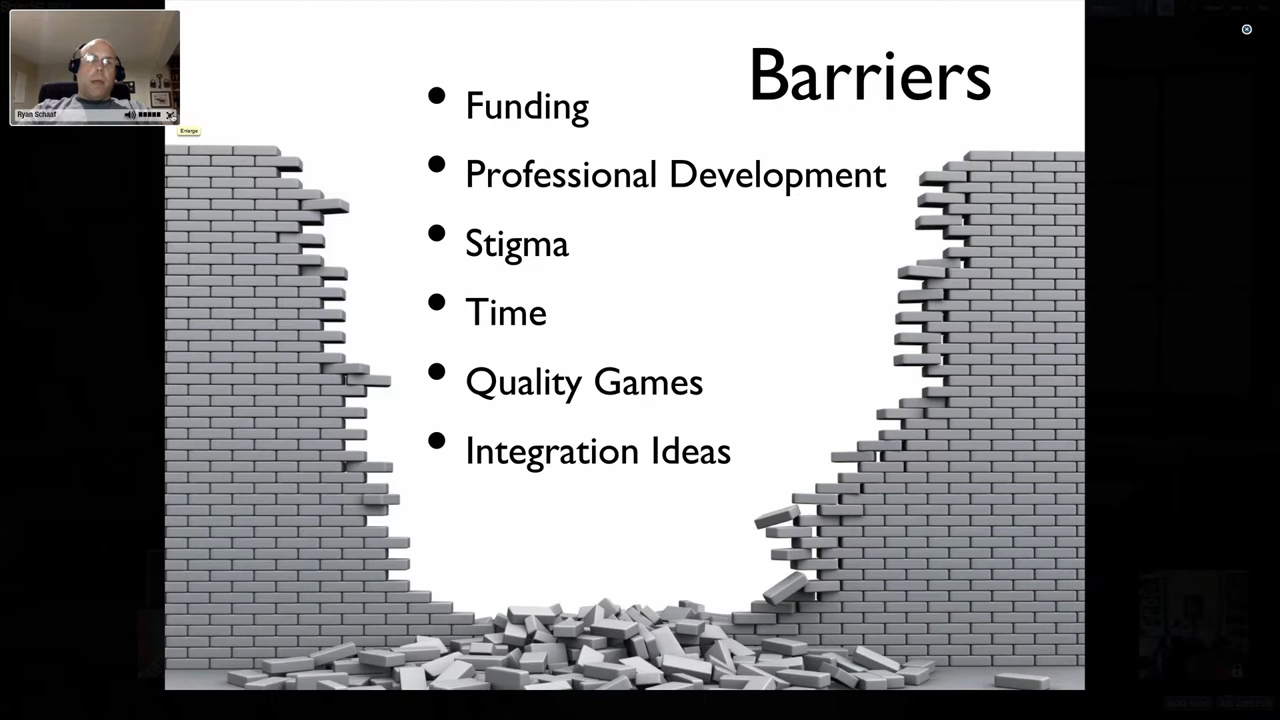 Barriers
• Funding
• Professional Development
• Stigma
• Time
• Quality Games
• Integration Ideas
Ryan Schaaf
Enlarge